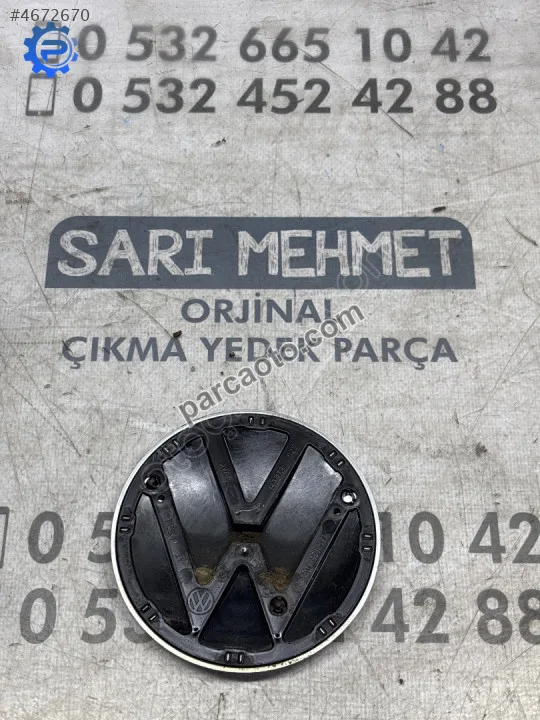 #4672670
0 532 665 10 42
0 532 452 42 88
SARI MEHMET
ORJİNAL
ÇIKMA YEDEK PARÇA
parcaoto.com
0 5
10 42
0 5
42 88